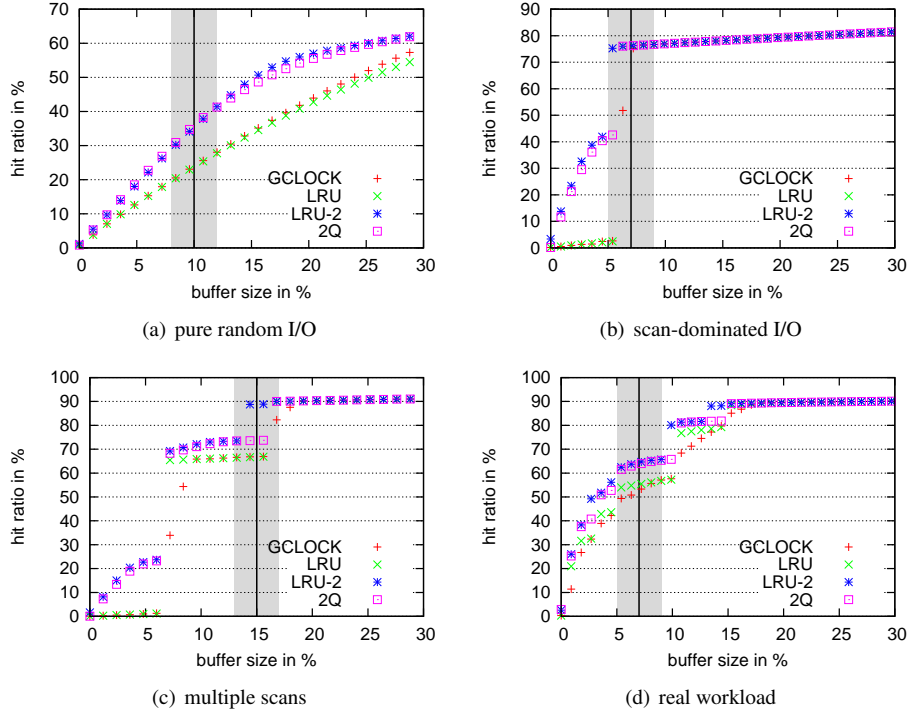 70
60
50
40
30
20
10
0
hit ratio in %
GCLOCK
LRU
LRU-2
2Q
0 5 10 15 20 25 30
buffer size in %
(a) pure random I/O
90
80
70
60
50
40
30
20
10
0
hit ratio in %
GCLOCK
LRU
LRU-2
2Q
0 5 10 15 20 25 30
buffer size in %
(b) scan-dominated I/O
100
90
80
70
60
50
40
30
20
10
0
hit ratio in %
GCLOCK
LRU
LRU-2
2Q
0 5 10 15 20 25 30
buffer size in %
(c) multiple scans
100
90
80
70
60
50
40
30
20
10
0
hit ratio in %
GCLOCK
LRU
LRU-2
2Q
0 5 10 15 20 25 30
buffer size in %
(d) real workload